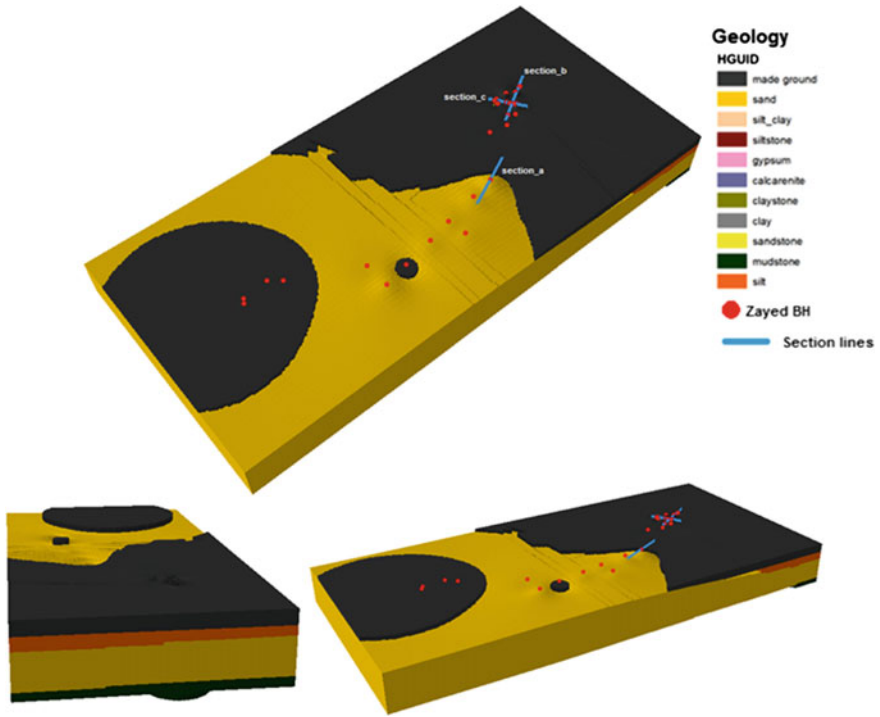 section_b
section_c
section_a
Geology
HGUID
made ground
sand
silt_clay
siltstone
gypsum
calcarenite
claystone
clay
sandstone
mudstone
silt
Zayed BH
Section lines